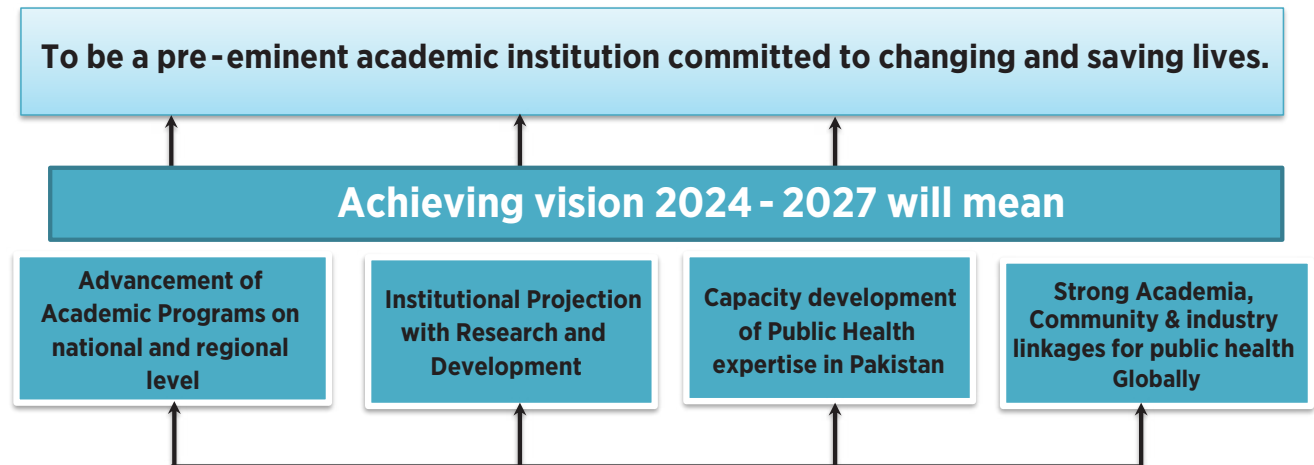 To be a pre-eminent academic institution committed to changing and saving lives.
Achieving vision 2024 - 2027 will mean
Advancement of
Academic Programs on
national and regional
level
Institutional Projection
with Research and
Development
Capacity development
of Public Health
expertise in Pakistan
Strong Academia,
Community & industry
linkages for public health
Globally